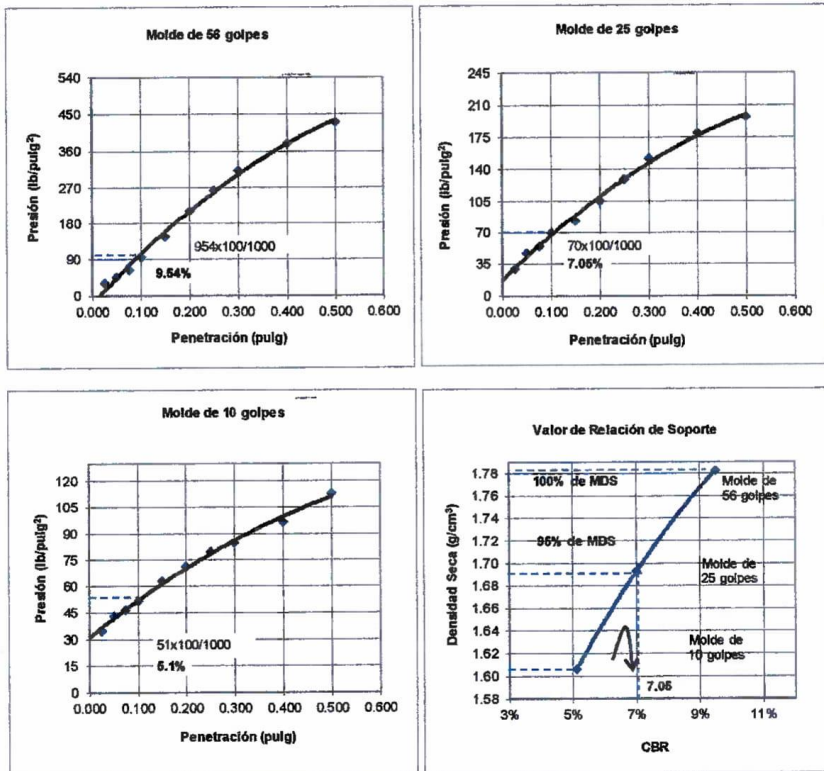 Molde de 56 golpes
Presión (lb/pulg²)
540
450
360
270
180
90
0
954x100/1000
9.54%
0.000 0.100 0.200 0.300 0.400 0.500 0.600
Penetración (pulg)
Molde de 25 golpes
Presión (lb/pulg²)
245
210
175
140
105
70
35
0
70x100/1000
7.05%
0.000 0.100 0.200 0.300 0.400 0.500 0.600
Penetración (pulg)
Molde de 10 golpes
Presión (lb/pulg²)
120
105
90
75
60
45
30
15
0
51x100/1000
5.1%
0.000 0.100 0.200 0.300 0.400 0.500 0.600
Penetración (pulg)
Valor de Relación de Soporte
Densidad Seca (g/cm³)
1.78
1.76
1.74
1.72
1.70
1.68
1.66
1.64
1.62
1.60
1.58
100% de MDS
Molde de
56 golpes
95% de MDS
Molde de
25 golpes
Molde de
10 golpes
7.05
3% 5% 7% 9% 11%
CBR